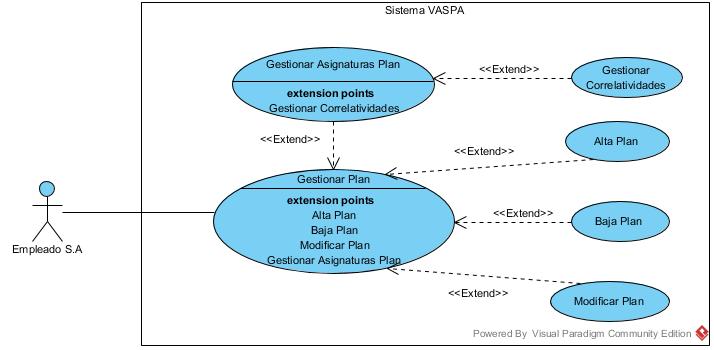 Sistema VASPA
Gestionar Asignaturas Plan
extension points
Gestionar Correlatividades
<<Extend>>
Gestionar
Correlatividades
<<Extend>>
Alta Plan
<<Extend>>
Gestionar Plan
extension points
Alta Plan
Baja Plan
Modificar Plan
Gestionar Asignaturas Plan
<<Extend>>
Baja Plan
Empleado S.A
<<Extend>>
Modificar Plan
Powered By Visual Paradigm Community Edition